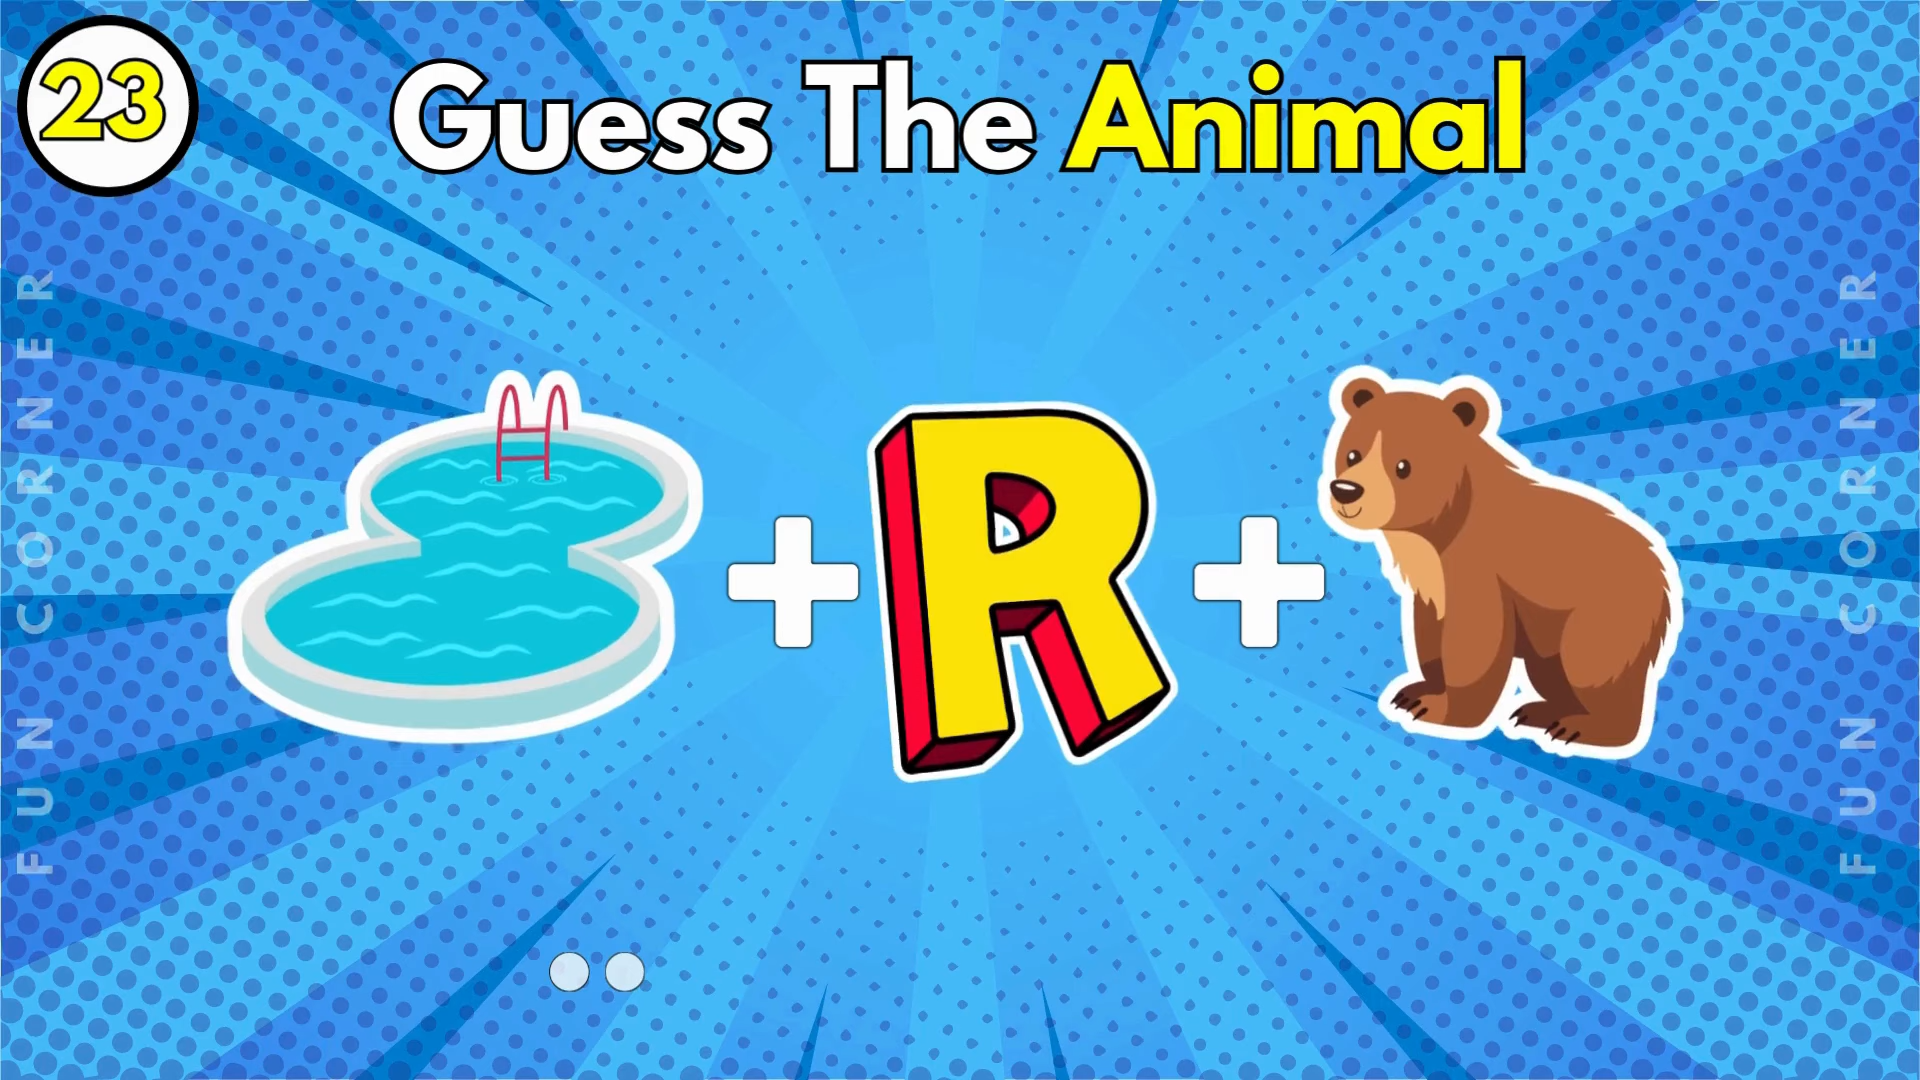 23
Guess The Animal
R
FUN CORNER
FUN CORNER